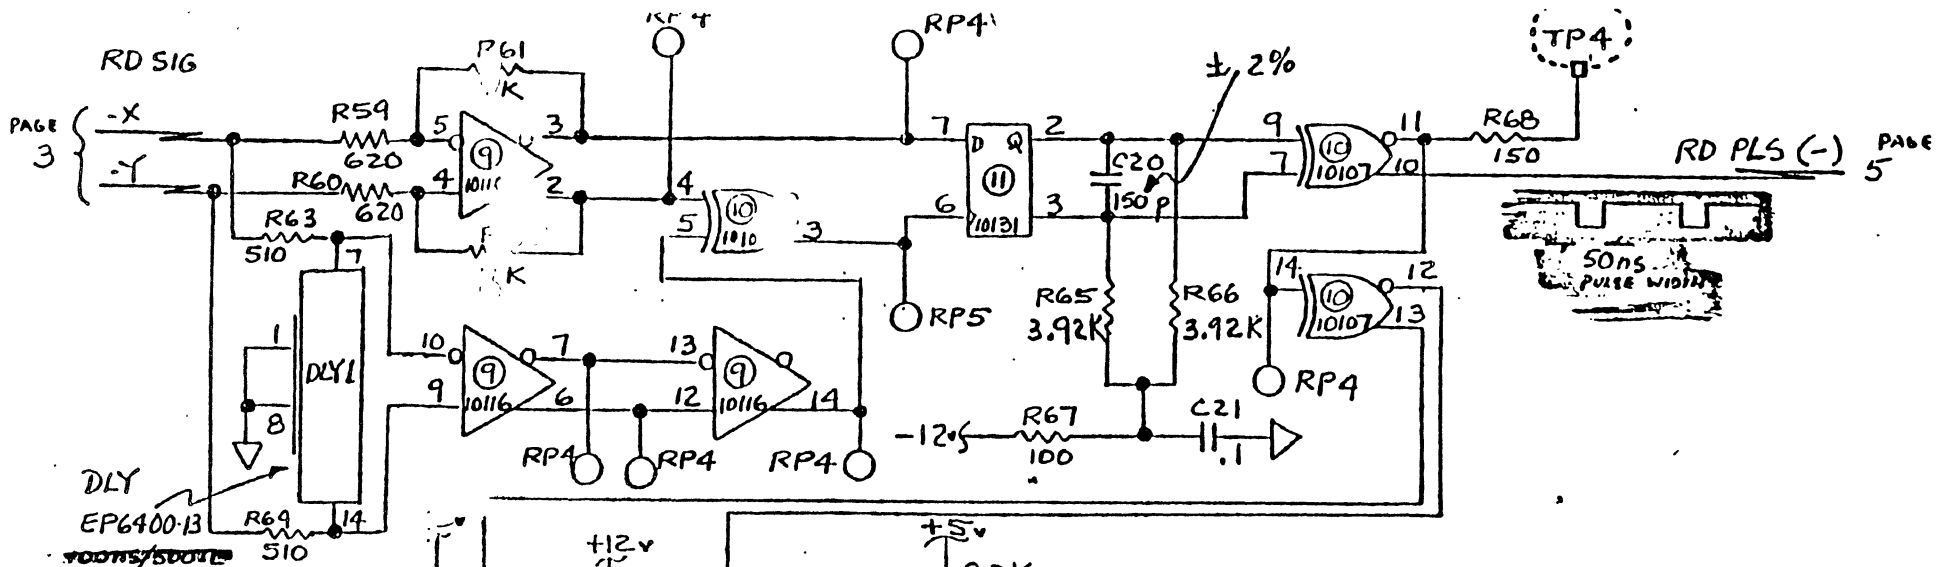 RP4
RP4
TP4
RD SIG
R61
K
± 2%
-X
R59
5
3
7
2
9
11
R68
PAGE
3
620
9
D
Q
C20
10
150
RD PLS (-)
PAGE
5
-Y
R60
4
2
4
11
150 P
7
10107
10
620
10
5
3
6
10131
3
R63
510
7
K
50ns
PULSE WIDTH
14
10
12
RP5
R65
3.92K
R66
3.92K
10107
13
1
DLY1
10
9
7
13
9
14
RP4
8
9
10116
6
12
10116
R67
C21
-12v
100
.1
RP4
RP4
RP4
DLY
EP6400-13
R64
14
510
+12v
+5v